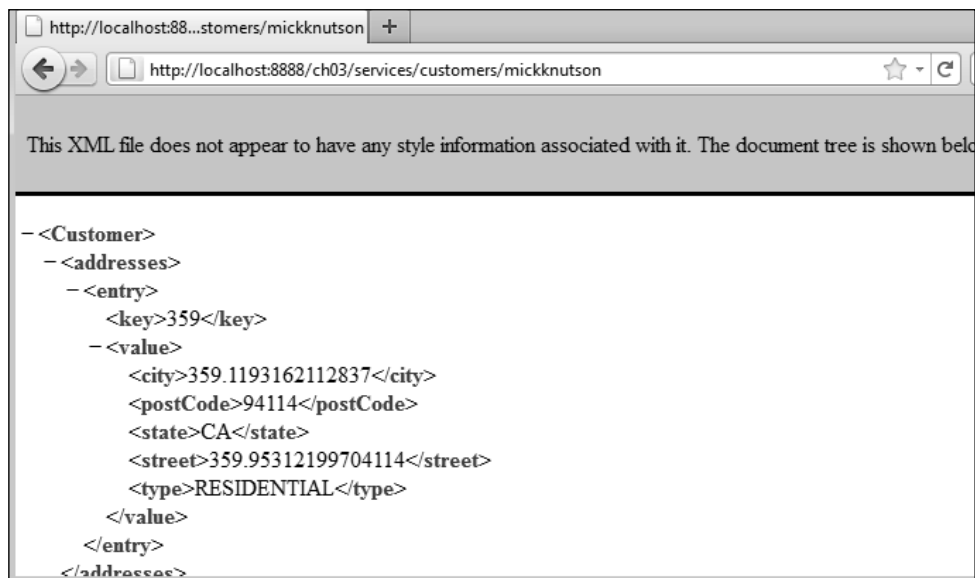 http://localhost:88...stomers/mickknutson +
http://localhost:8888/ch03/services/customers/mickknutson
This XML file does not appear to have any style information associated with it. The document tree is shown
− <Customer>
− <addresses>
− <entry>
<key>359</key>
− <value>
<city>359.1193162112837</city>
<postCode>94114</postCode>
<state>CA</state>
<street>359.95312199704114</street>
<type>RESIDENTIAL</type>
</value>
</entry>
</addresses>